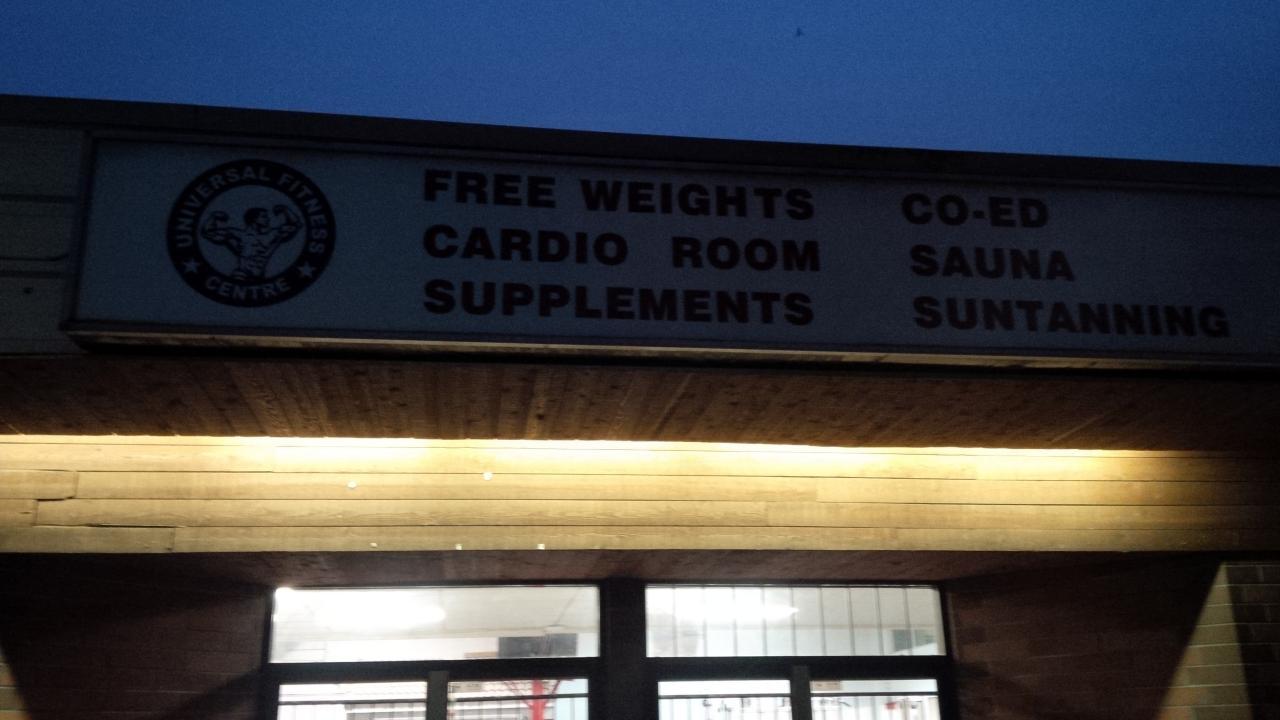 UNIVERSAL FITNESS
CENTRE
FREE WEIGHTS
CARDIO ROOM
SUPPLEMENTS
CO-ED
SAUNA
SUNTANNING